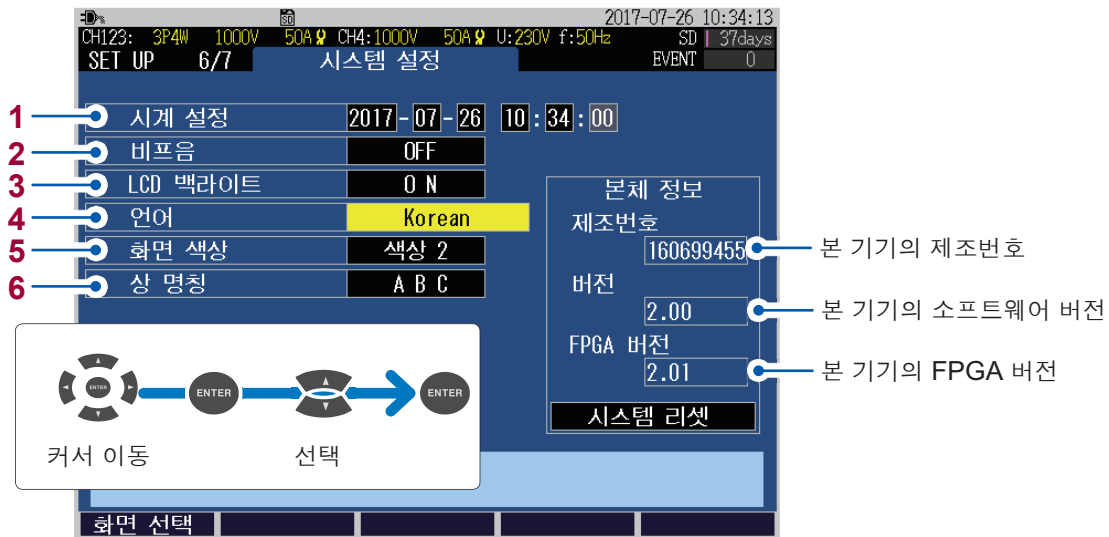 SD 2017-07-26 10:34:13
CH123: 3P4W 1000V 50A CH4:1000V 50A U:230V f:50Hz SD 37days
SET UP 6/7 시스템 설정 EVENT 0
1 시계 설정 2017-07-26 10:34:00
2 비프음 OFF
3 LCD 백라이트 ON
4 언어 Korean
5 화면 색상 색상 2
6 상 명칭 A B C
본체 정보
제조번호
160699455 본 기기의 제조번호
버전
2.00 본 기기의 소프트웨어 버전
FPGA 버전
2.01 본 기기의 FPGA 버전
시스템 리셋
ENTER ENTER ENTER
커서 이동 선택
화면 선택